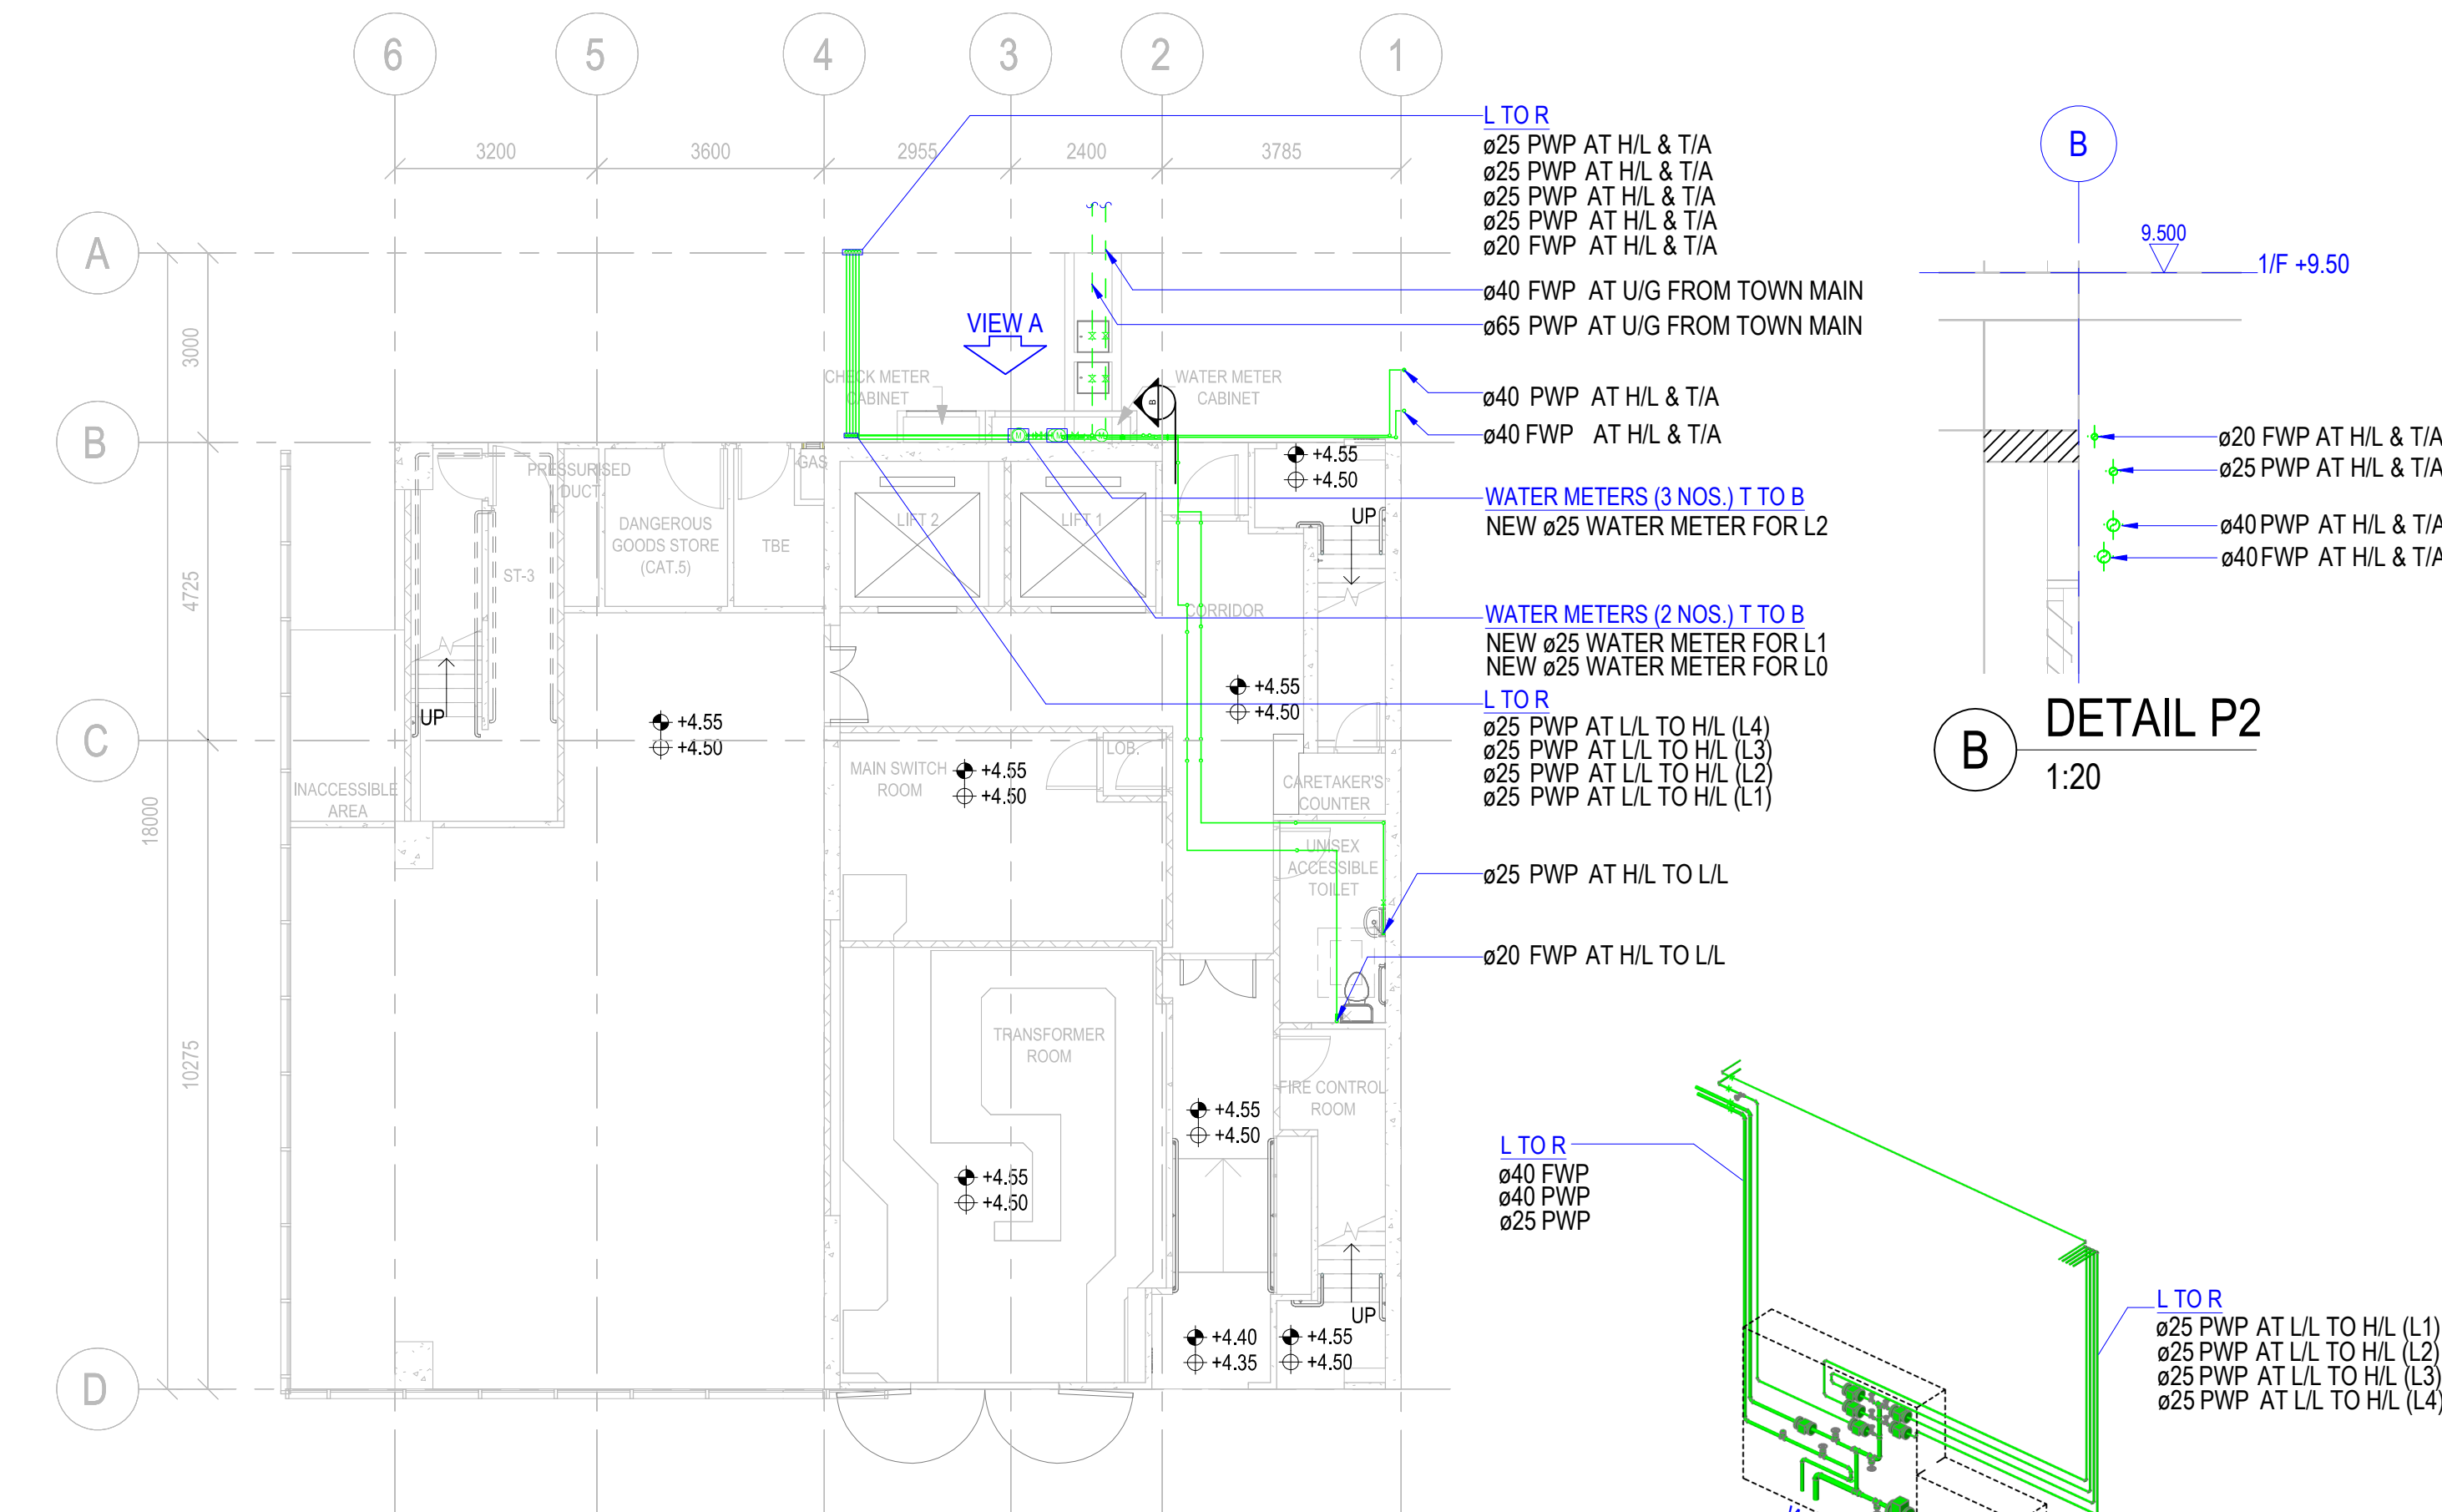 6
5
4
3
2
1
3200
3600
2955
2400
3785
A
B
C
D
3000
4725
18000
10275
L TO R
ø25 PWP AT H/L & T/A
ø25 PWP AT H/L & T/A
ø25 PWP AT H/L & T/A
ø25 PWP AT H/L & T/A
ø20 FWP AT H/L & T/A
ø40 FWP AT U/G FROM TOWN MAIN
ø65 PWP AT U/G FROM TOWN MAIN
ø40 PWP AT H/L & T/A
ø40 FWP AT H/L & T/A
WATER METERS (3 NOS.) T TO B
NEW ø25 WATER METER FOR L2
WATER METERS (2 NOS.) T TO B
NEW ø25 WATER METER FOR L1
NEW ø25 WATER METER FOR L0
L TO R
ø25 PWP AT L/L TO H/L (L4)
ø25 PWP AT L/L TO H/L (L3)
ø25 PWP AT L/L TO H/L (L2)
ø25 PWP AT L/L TO H/L (L1)
ø25 PWP AT H/L TO L/L
ø20 FWP AT H/L TO L/L
VIEW A
CHECK METER
CABINET
WATER METER
CABINET
B
PRESSURISED
DUCT
GAS
DANGEROUS
GOODS STORE
(CAT.5)
TBE
LIFT 2
LIFT 1
ST-3
UP
UP
CORRIDOR
+4.55
+4.50
+4.55
+4.50
+4.55
+4.50
INACCESSIBLE
AREA
MAIN SWITCH
ROOM
+4.55
+4.50
LOB.
CARETAKER'S
COUNTER
UNISEX
ACCESSIBLE
TOILET
TRANSFORMER
ROOM
FIRE CONTROL
ROOM
+4.55
+4.50
+4.55
+4.50
UP
+4.40
+4.35
+4.55
+4.50
B
9.500
1/F +9.50
ø20 FWP AT H/L & T/A
ø25 PWP AT H/L & T/A
ø40 PWP AT H/L & T/A
ø40 FWP AT H/L & T/A
B
DETAIL P2
1:20
L TO R
ø40 FWP
ø40 PWP
ø25 PWP
L TO R
ø25 PWP AT L/L TO H/L (L1)
ø25 PWP AT L/L TO H/L (L2)
ø25 PWP AT L/L TO H/L (L3)
ø25 PWP AT L/L TO H/L (L4)